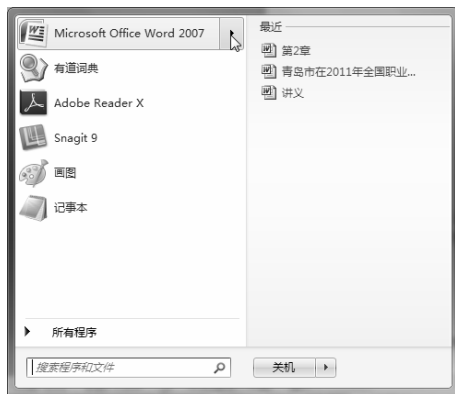 Microsoft Office Word 2007
有道词典
Adobe Reader X
Snagit 9
画图
记事本
所有程序
搜索程序和文件
最近
第2章
青岛市在2011年全国职业...
讲义
关机